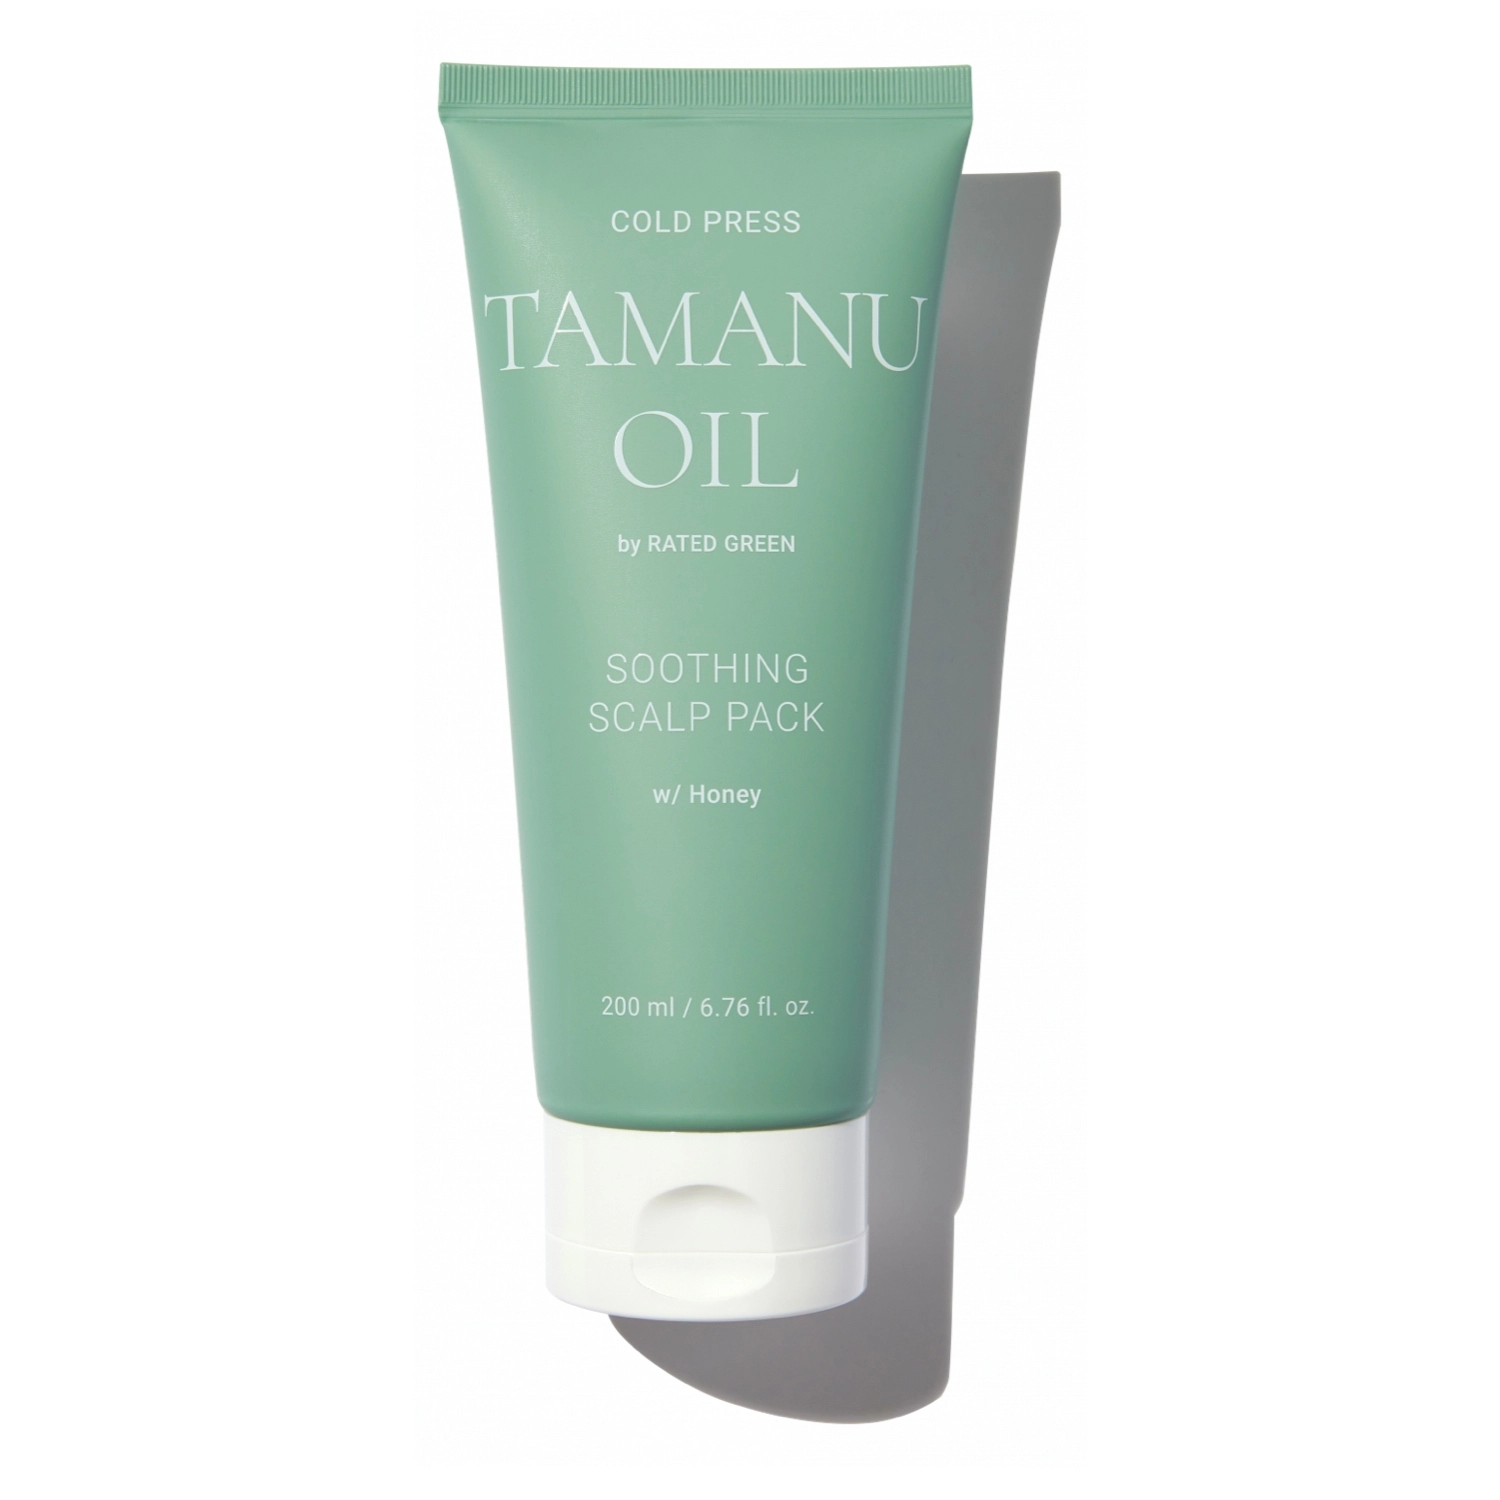 COLD PRESS
TAMANU
OIL
by RATED GREEN
SOOTHING
SCALP PACK
w/ Honey
200 ml / 6.76 fl. oz.